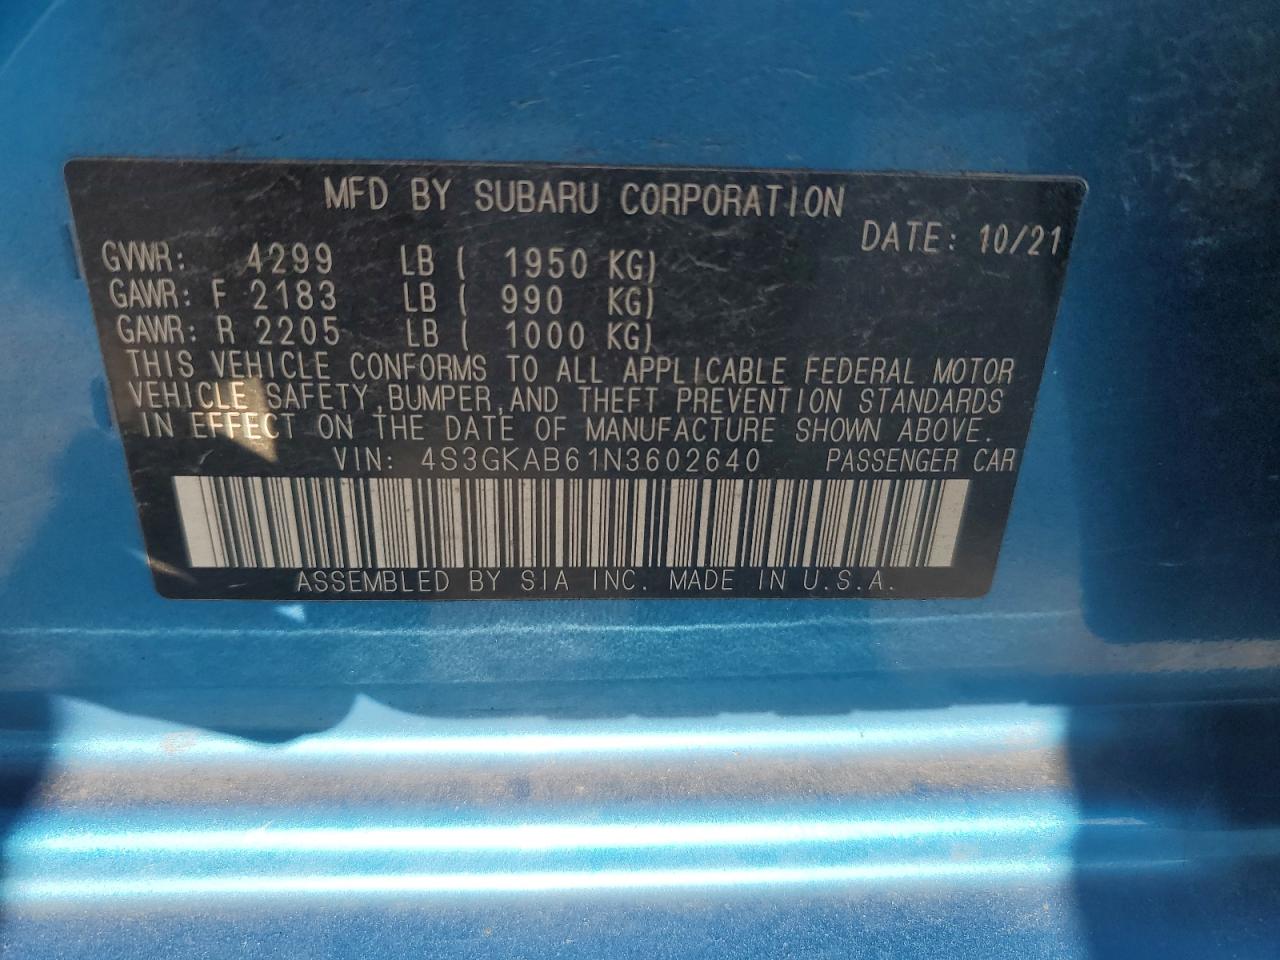 MFD BY SUBARU CORPORATION
DATE: 10/21
GVWR: 4299 LB ( 1950 KG)
GAWR: F 2183 LB ( 990 KG)
GAWR: R 2205 LB ( 1000 KG)
THIS VEHICLE CONFORMS TO ALL APPLICABLE FEDERAL MOTOR
VEHICLE SAFETY,BUMPER,AND THEFT PREVENTION STANDARDS
IN EFFECT ON THE DATE OF MANUFACTURE SHOWN ABOVE.
VIN: 4S3GKAB61N3602640 PASSENGER CAR
ASSEMBLED BY SIA INC. MADE IN U.S.A.